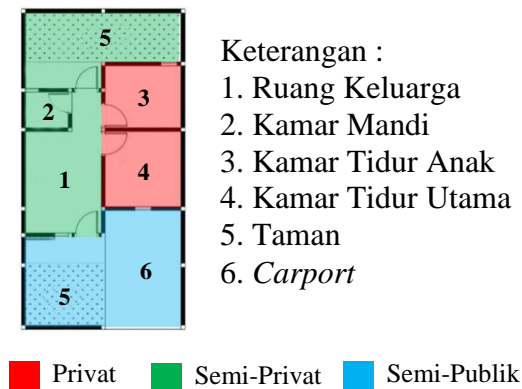 5
3
2
4
1
6
5
Keterangan :
1. Ruang Keluarga
2. Kamar Mandi
3. Kamar Tidur Anak
4. Kamar Tidur Utama
5. Taman
6. Carport
Privat
Semi-Privat
Semi-Publik